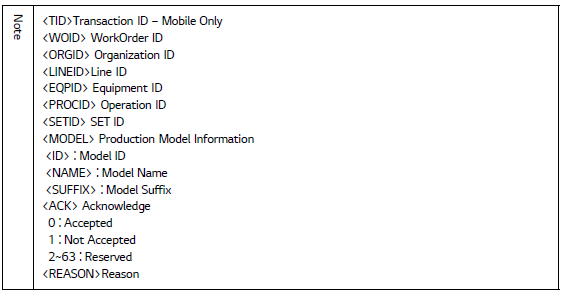 Note
<TID>Transaction ID – Mobile Only
<WOID> WorkOrder ID
<ORGID> Organization ID
<LINEID>Line ID
<EQPID> Equipment ID
<PROCID> Operation ID
<SETID> SET ID
<MODEL> Production Model Information
<ID> : Model ID
<NAME> : Model Name
<SUFFIX> : Model Suffix
<ACK> Acknowledge
0 : Accepted
1 : Not Accepted
2~63 : Reserved
<REASON>Reason